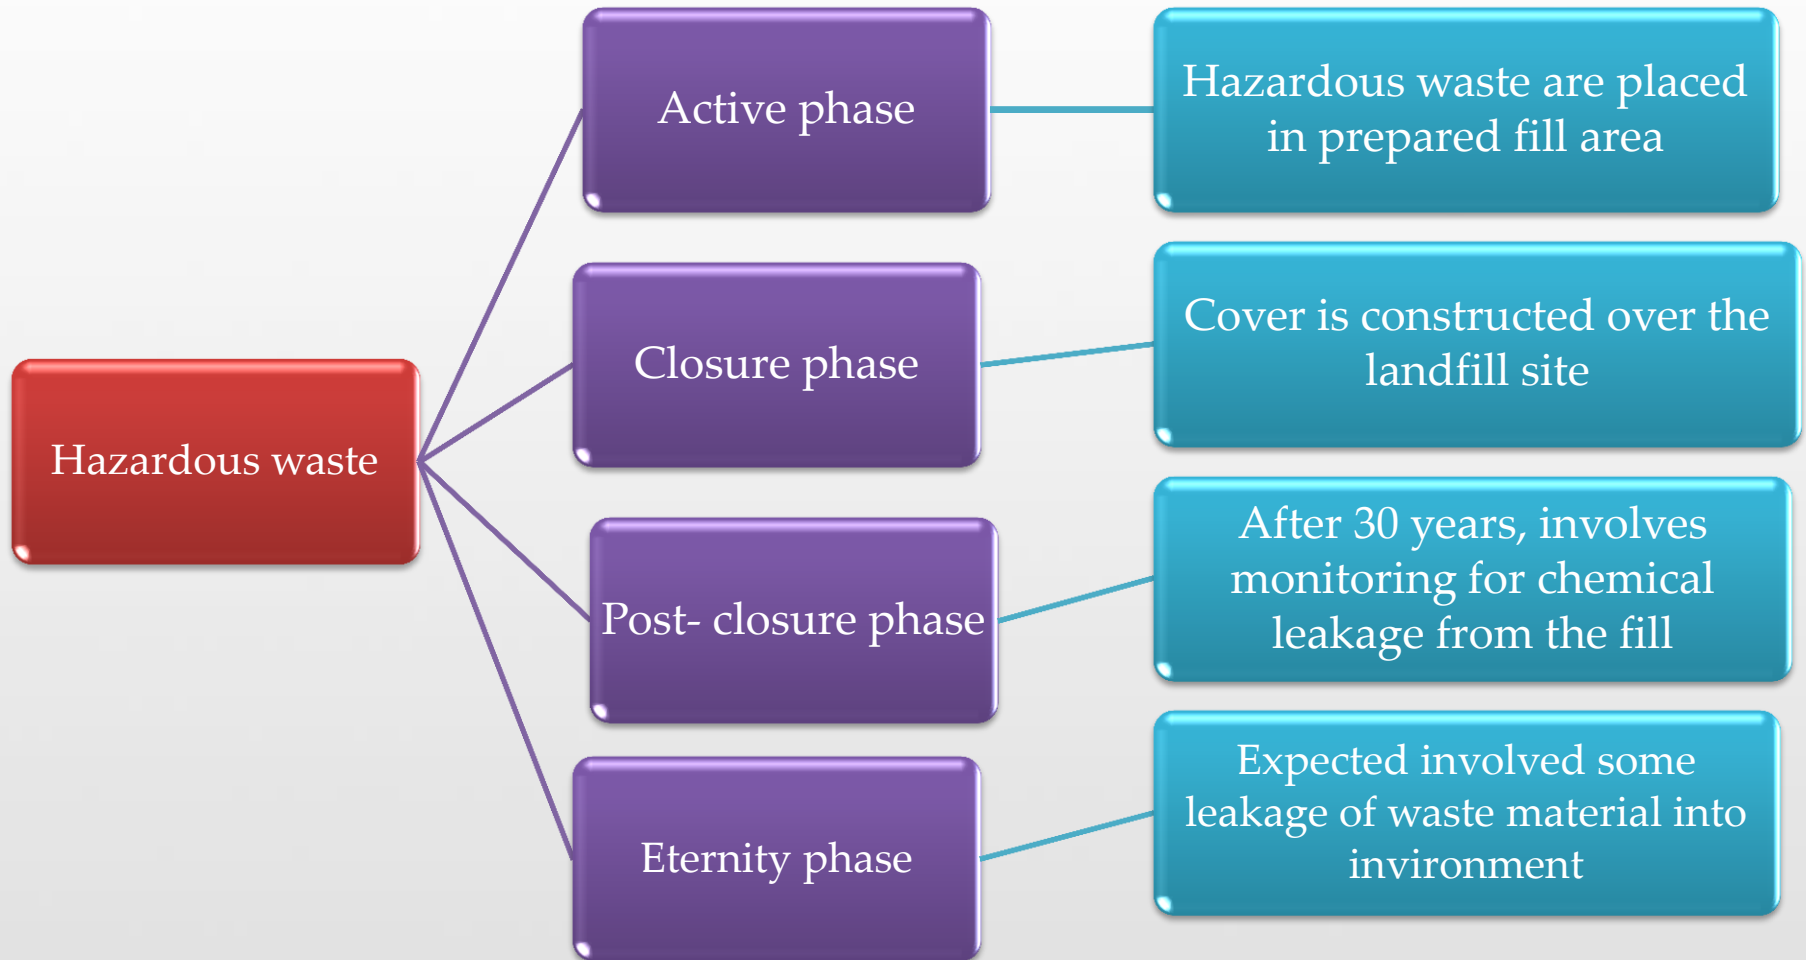 Hazardous waste
Active phase
Hazardous waste are placed
in prepared fill area
Closure phase
Cover is constructed over the
landfill site
Post- closure phase
After 30 years, involves
monitoring for chemical
leakage from the fill
Eternity phase
Expected involved some
leakage of waste material into
invironment